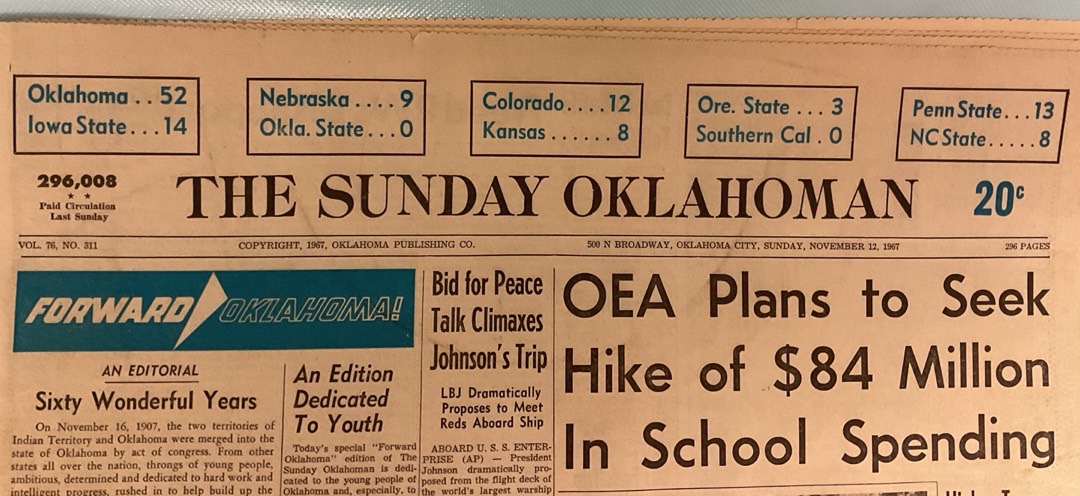 Oklahoma . . 52
Iowa State . . . 14
Nebraska . . . . 9
Okla. State . . . 0
Colorado. . . . 12
Kansas . . . . . . 8
Ore. State . . . 3
Southern Cal . 0
Penn State. . . 13
NC State . . . . . 8
296,008
★ ★
Paid Circulation
Last Sunday
THE SUNDAY OKLAHOMAN
20¢
VOL. 76, NO. 311
COPYRIGHT, 1967, OKLAHOMA PUBLISHING CO.
500 N BROADWAY, OKLAHOMA CITY, SUNDAY, NOVEMBER 12, 1967
296 PAGES
FORWARD OKLAHOMA!
AN EDITORIAL
Sixty Wonderful Years
On November 16, 1907, the two territories of
Indian Territory and Oklahoma were merged into the
state of Oklahoma by act of congress. From other
states all over the nation, throngs of young people,
ambitious, determined and dedicated to hard work and
intelligent progress, rushed in to help build up the
An Edition
Dedicated
To Youth
Today's special "Forward
Oklahoma" edition of The
Sunday Oklahoman is dedi-
cated to the young people of
Oklahoma and, especially, to
Bid for Peace
Talk Climaxes
Johnson's Trip
LBJ Dramatically
Proposes to Meet
Reds Aboard Ship
ABOARD U. S. S. ENTER-
PRISE (AP) — President
Johnson dramatically pro-
posed from the flight deck of
the world's largest warship
OEA Plans to Seek
Hike of $84 Million
In School Spending